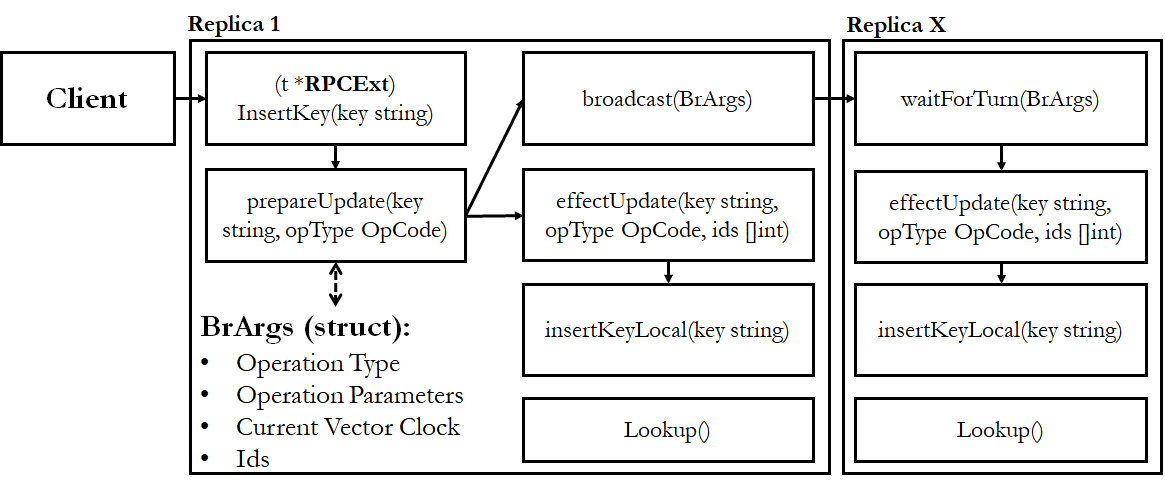 Replica 1
Replica X
Client
(t *RPCExt)
InsertKey(key string)
broadcast(BrArgs)
waitForTurn(BrArgs)
prepareUpdate(key
string, opType OpCode)
effectUpdate(key string,
opType OpCode, ids []int)
effectUpdate(key string,
opType OpCode, ids []int)
BrArgs (struct):
• Operation Type
• Operation Parameters
• Current Vector Clock
• Ids
insertKeyLocal(key string)
insertKeyLocal(key string)
Lookup()
Lookup()